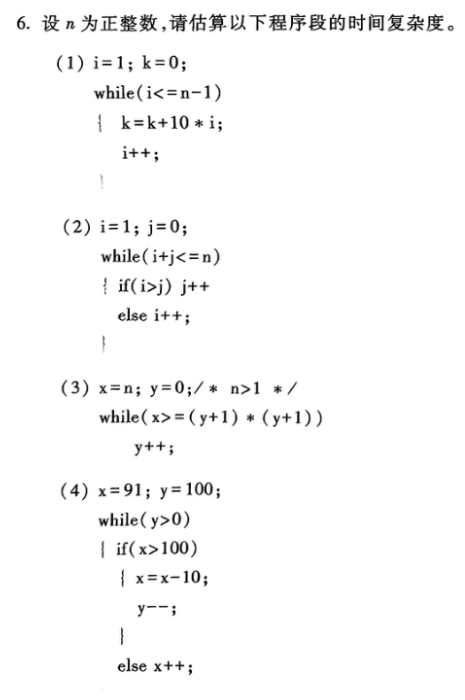 6. 设 n 为正整数,请估算以下程序段的时间复杂度。
(1) i=1; k=0;
while(i<=n-1)
{ k=k+10 * i;
i++;
}
(2) i=1; j=0;
while(i+j<=n)
{ if(i>j) j++
else i++;
}
(3) x=n; y=0;/* n>1 */
while(x>=(y+1)*(y+1))
y++;
(4) x=91; y=100;
while(y>0)
{ if(x>100)
{ x=x-10;
y--;
}
else x++;